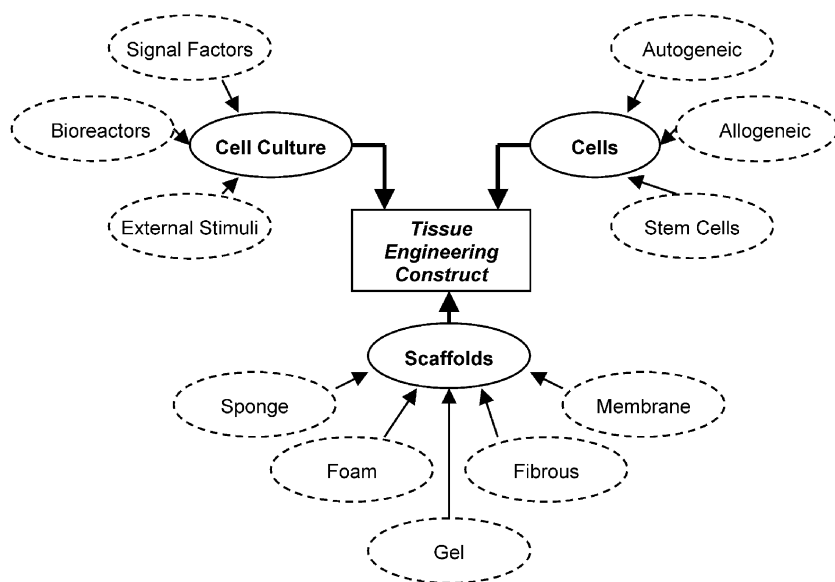 Signal Factors
Autogeneic
Bioreactors
Cell Culture
Cells
Allogeneic
External Stimuli
Stem Cells
Tissue
Engineering
Construct
Scaffolds
Sponge
Membrane
Foam
Fibrous
Gel